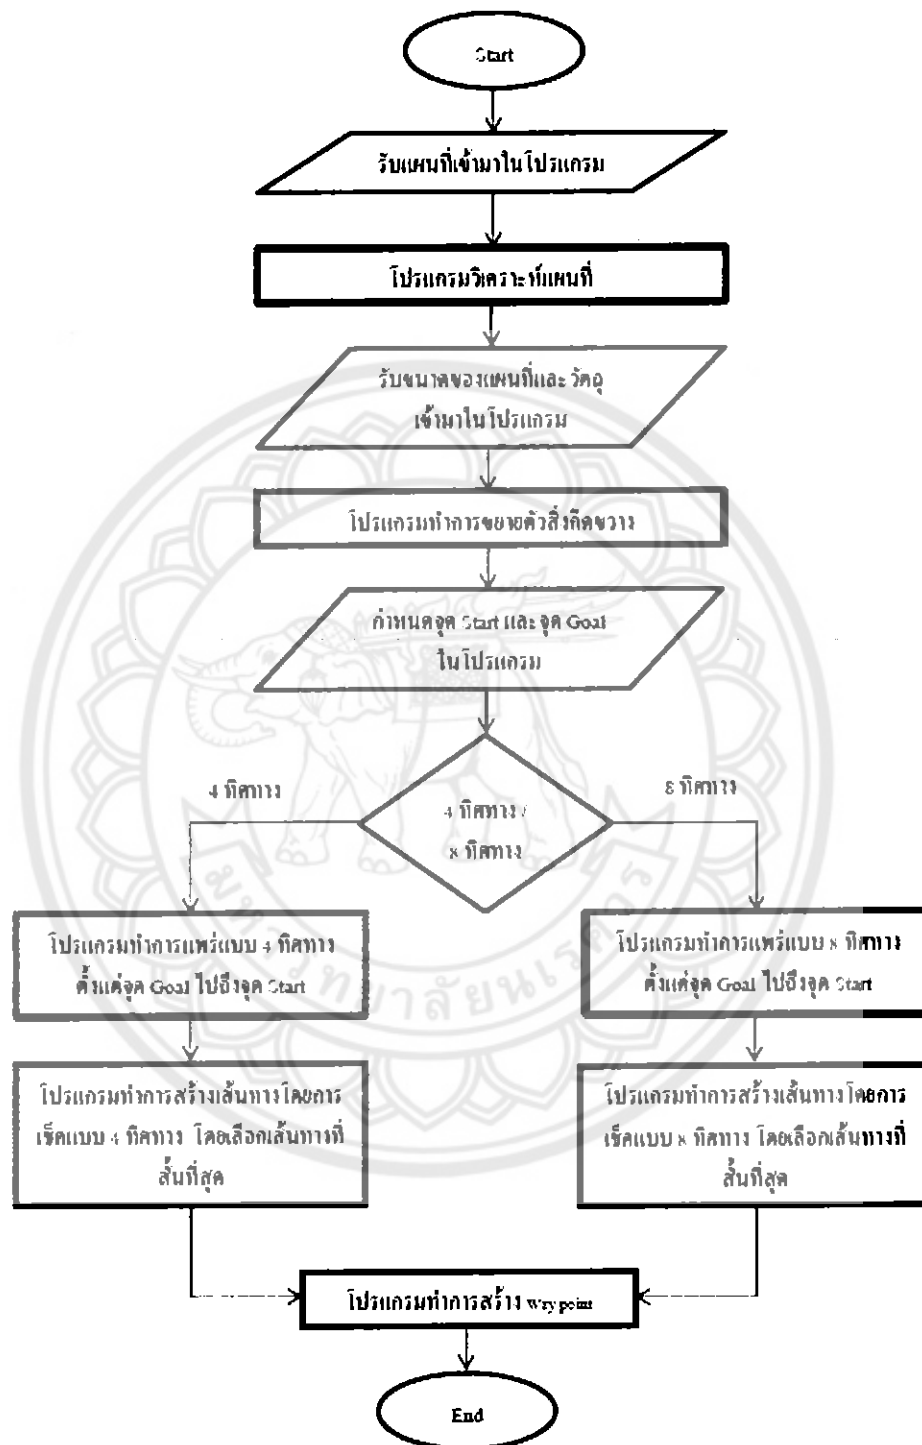 Start
รับแผนที่เข้ามาในโปรแกรม
โปรแกรมวิเคราะห์แผนที่
รับขนาดของแผนที่และวัตถุ
เข้ามาในโปรแกรม
โปรแกรมทำการขยายตัวสิ่งกีดขวาง
กำหนดจุด Start และจุด Goal
ในโปรแกรม
4 ทิศทาง
8 ทิศทาง
4 ทิศทาง /
8 ทิศทาง
โปรแกรมทำการแพร่แบบ 4 ทิศทาง
ตั้งแต่จุด Goal ไปถึงจุด Start
โปรแกรมทำการแพร่แบบ 8 ทิศทาง
ตั้งแต่จุด Goal ไปถึงจุด Start
มหาวิทยาลัยนเรศวร
โปรแกรมทำการสร้างเส้นทางโดยการ
เช็คแบบ 4 ทิศทาง โดยเลือกเส้นทางที่
สั้นที่สุด
โปรแกรมทำการสร้างเส้นทางโดยการ
เช็คแบบ 8 ทิศทาง โดยเลือกเส้นทางที่
สั้นที่สุด
โปรแกรมทำการสร้าง Way point
End